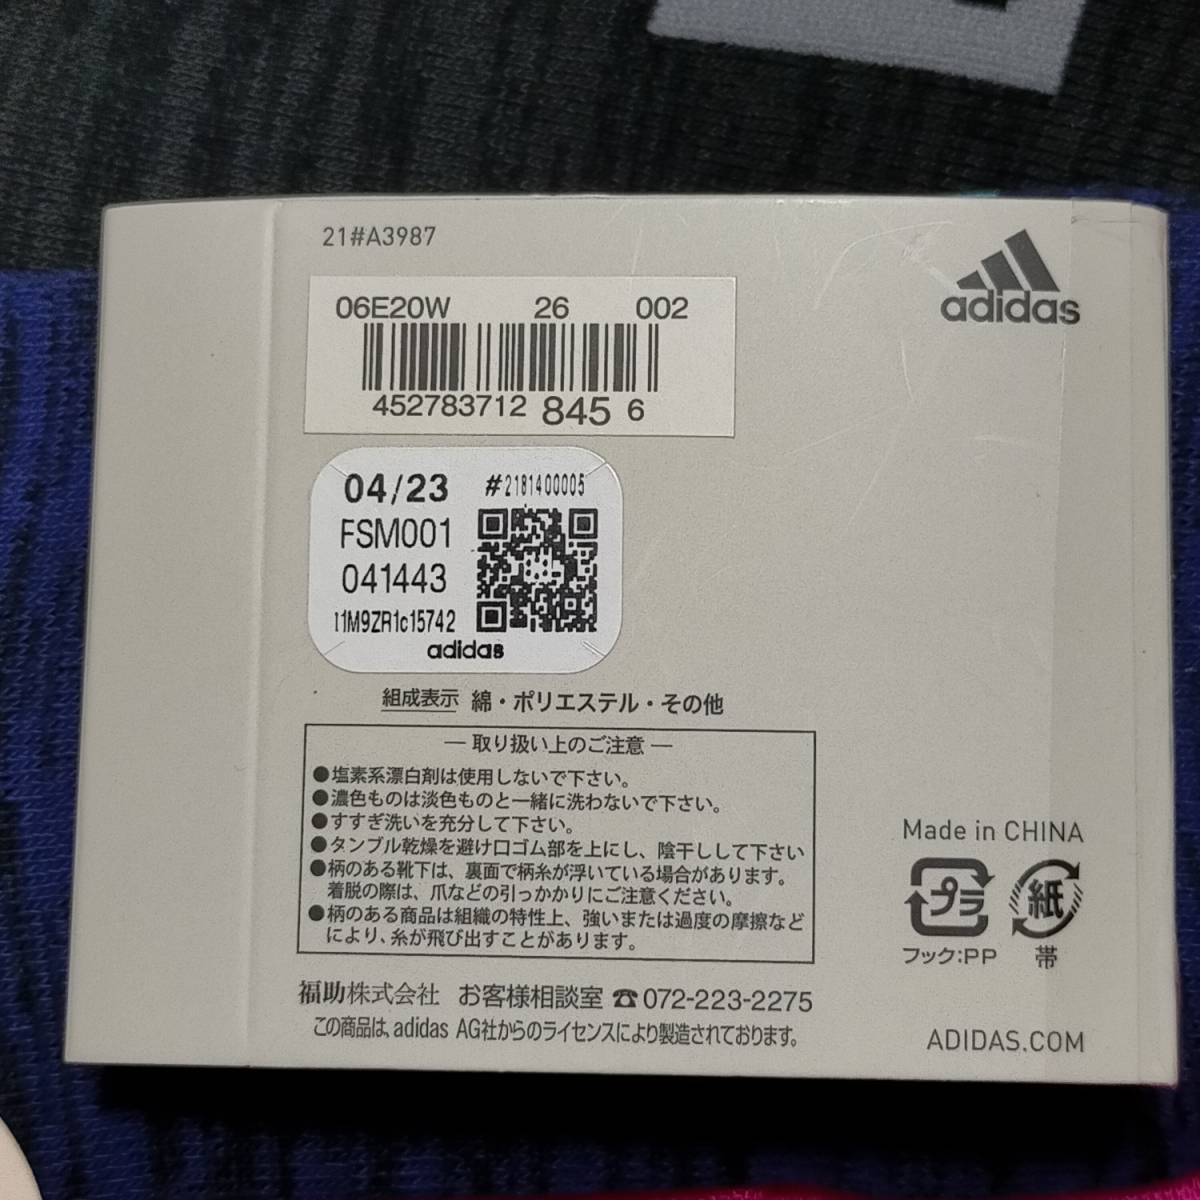 21#A3987
adidas
06E20W 26 002
452783712 845 6
04/23 #2181400005
FSM001
041443
I1M9ZR1c15742
adidas
組成表示 綿・ポリエステル・その他
― 取り扱い上のご注意 ―
●塩素系漂白剤は使用しないで下さい。
●濃色ものは淡色ものと一緒に洗わないで下さい。
●すすぎ洗いを充分して下さい。
●タンブル乾燥を避け口ゴム部を上にし、陰干しして下さい
●柄のある靴下は、裏面で柄糸が浮いている場合があります。
着脱の際は、爪などの引っかかりにご注意ください。
●柄のある商品は組織の特性上、強いまたは過度の摩擦など
により、糸が飛び出すことがあります。
福助株式会社 お客様相談室 ☎072-223-2275
この商品は、adidas AG社からのライセンスにより製造されております。
Made in CHINA
プラ 紙
フック:PP 帯
ADIDAS.COM